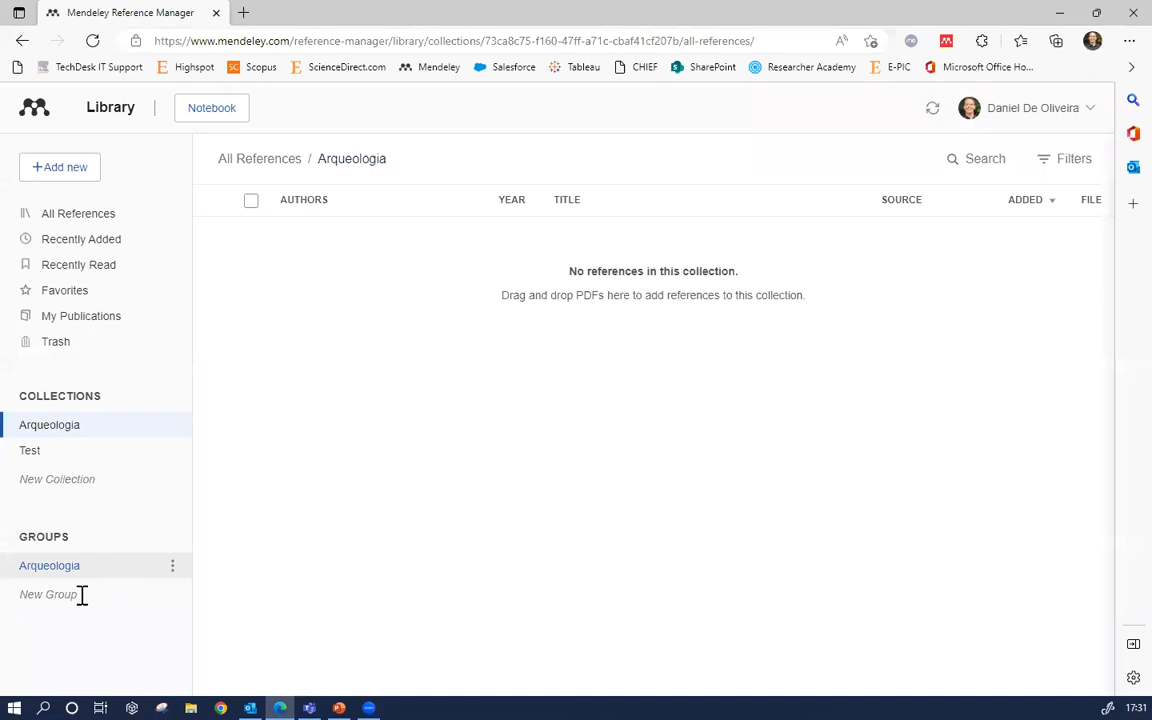 Mendeley Reference Manager
https://www.mendeley.com/reference-manager/library/collections/73ca8c75-f160-47ff-a71c-cbaf41cf207b/all-references/
TechDesk IT Support Highspot Scopus ScienceDirect.com Mendeley Salesforce Tableau CHIEF SharePoint Researcher Academy E-PIC Microsoft Office Ho...
Library Notebook Daniel De Oliveira
+Add new
All References / Arqueologia Search Filters
AUTHORS YEAR TITLE SOURCE ADDED FILE
All References
Recently Added
Recently Read
Favorites
My Publications
Trash
No references in this collection.
Drag and drop PDFs here to add references to this collection.
COLLECTIONS
Arqueologia
Test
New Collection
GROUPS
Arqueologia
New Group
17:31